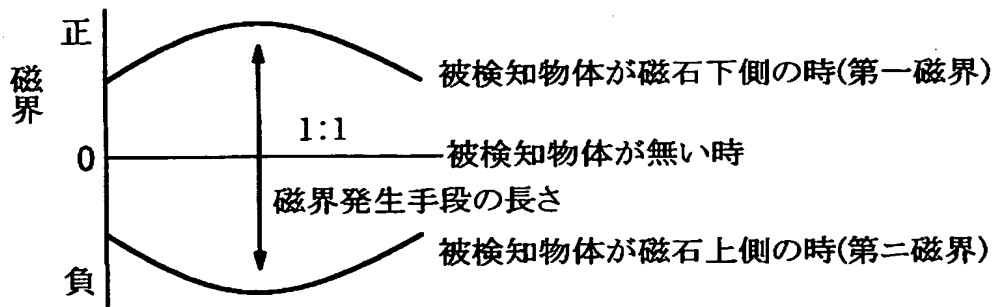 正
磁界
被検知物体が磁石下側の時(第一磁界)
1:1
0
被検知物体が無い時
磁界発生手段の長さ
被検知物体が磁石上側の時(第二磁界)
負